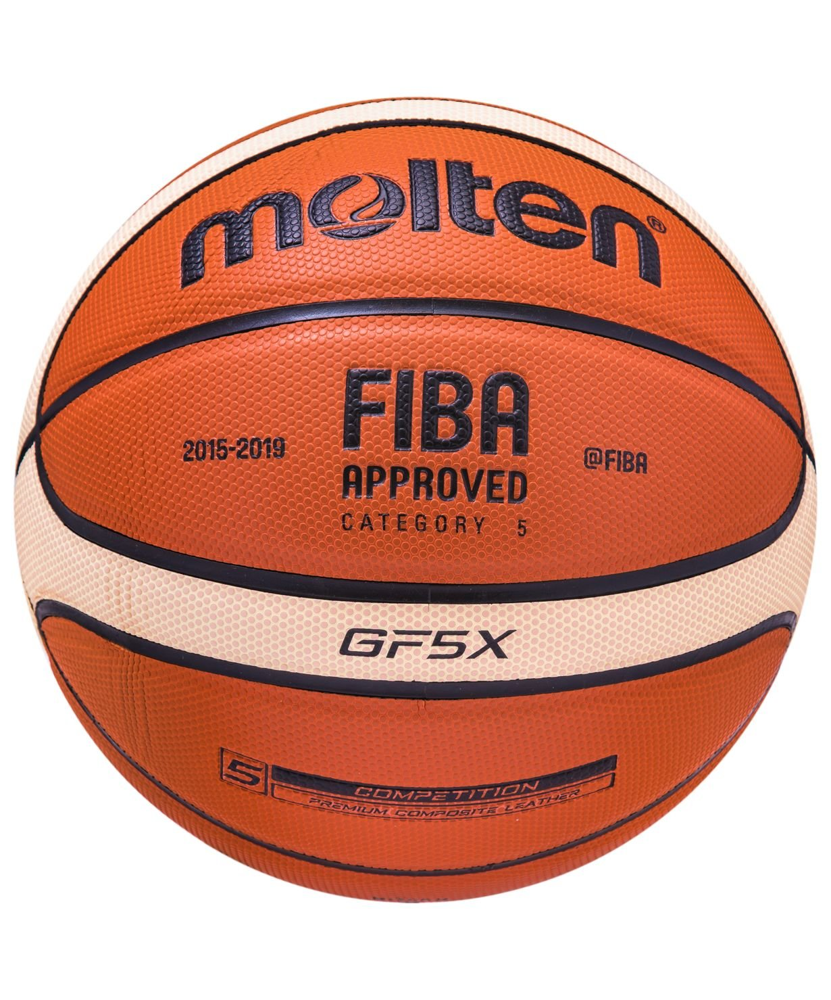 molten®
FIBA
2015-2019
@FIBA
APPROVED
CATEGORY 5
GF5X
5
COMPETITION
PREMIUM COMPOSITE LEATHER